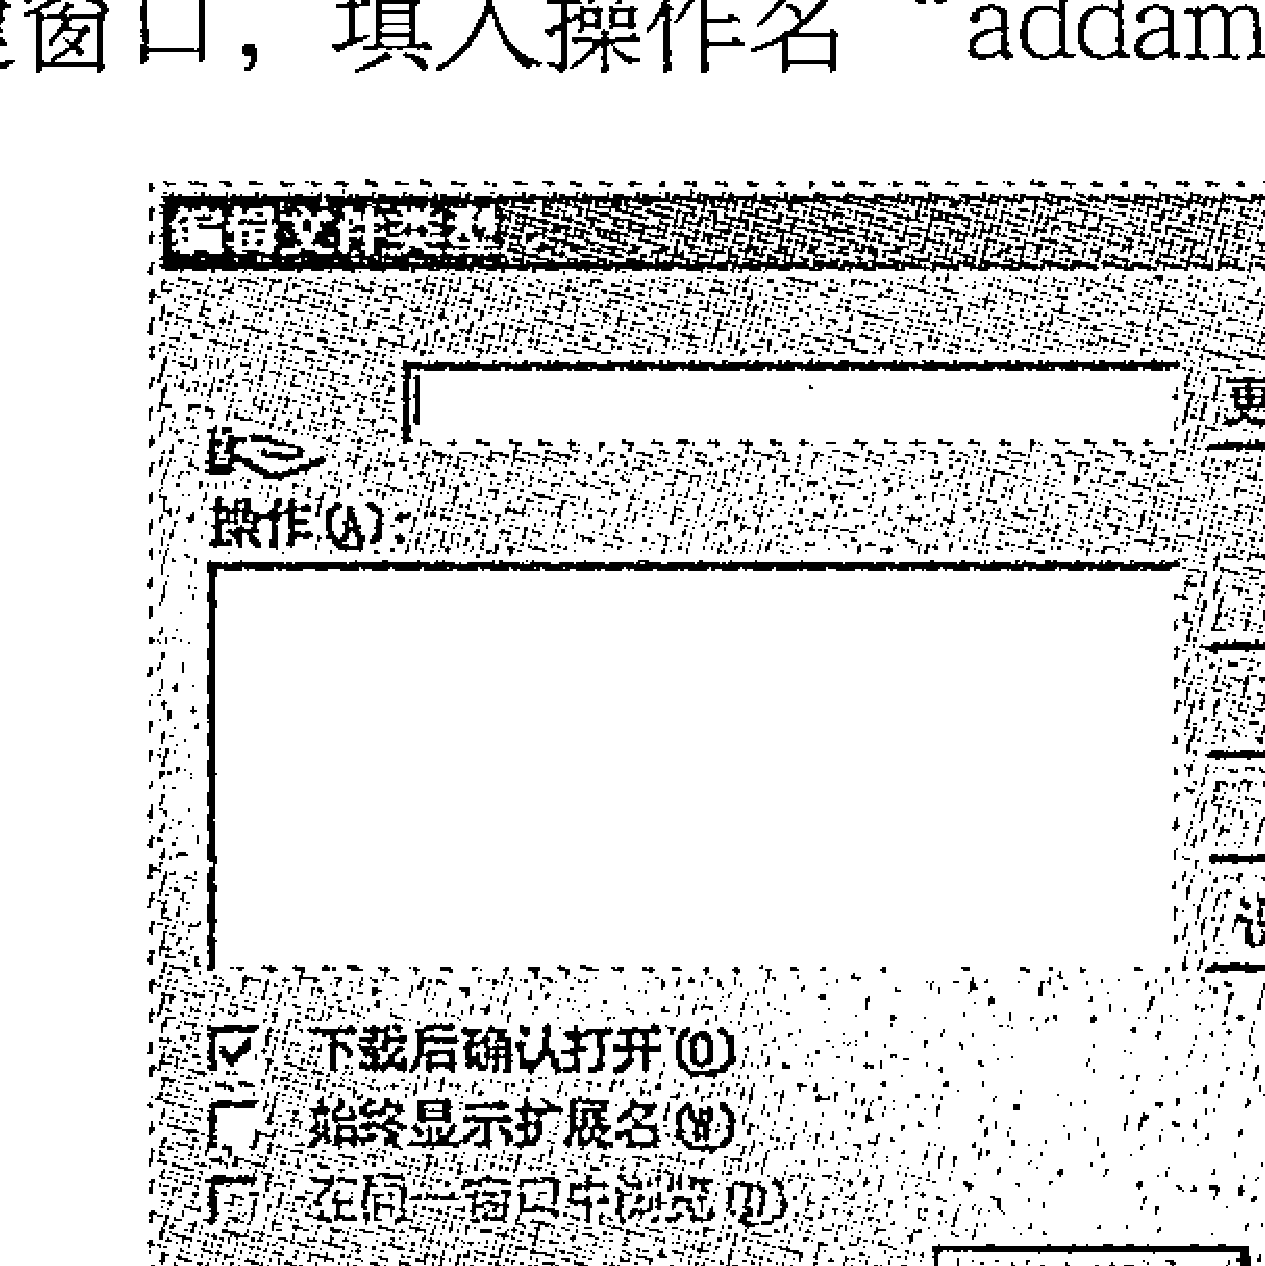 窗口，填入操作名“addam
编辑文件类型
更
操作(A):
下载后确认打开(O)
始终显示扩展名(W)
在同一窗口中浏览(I)